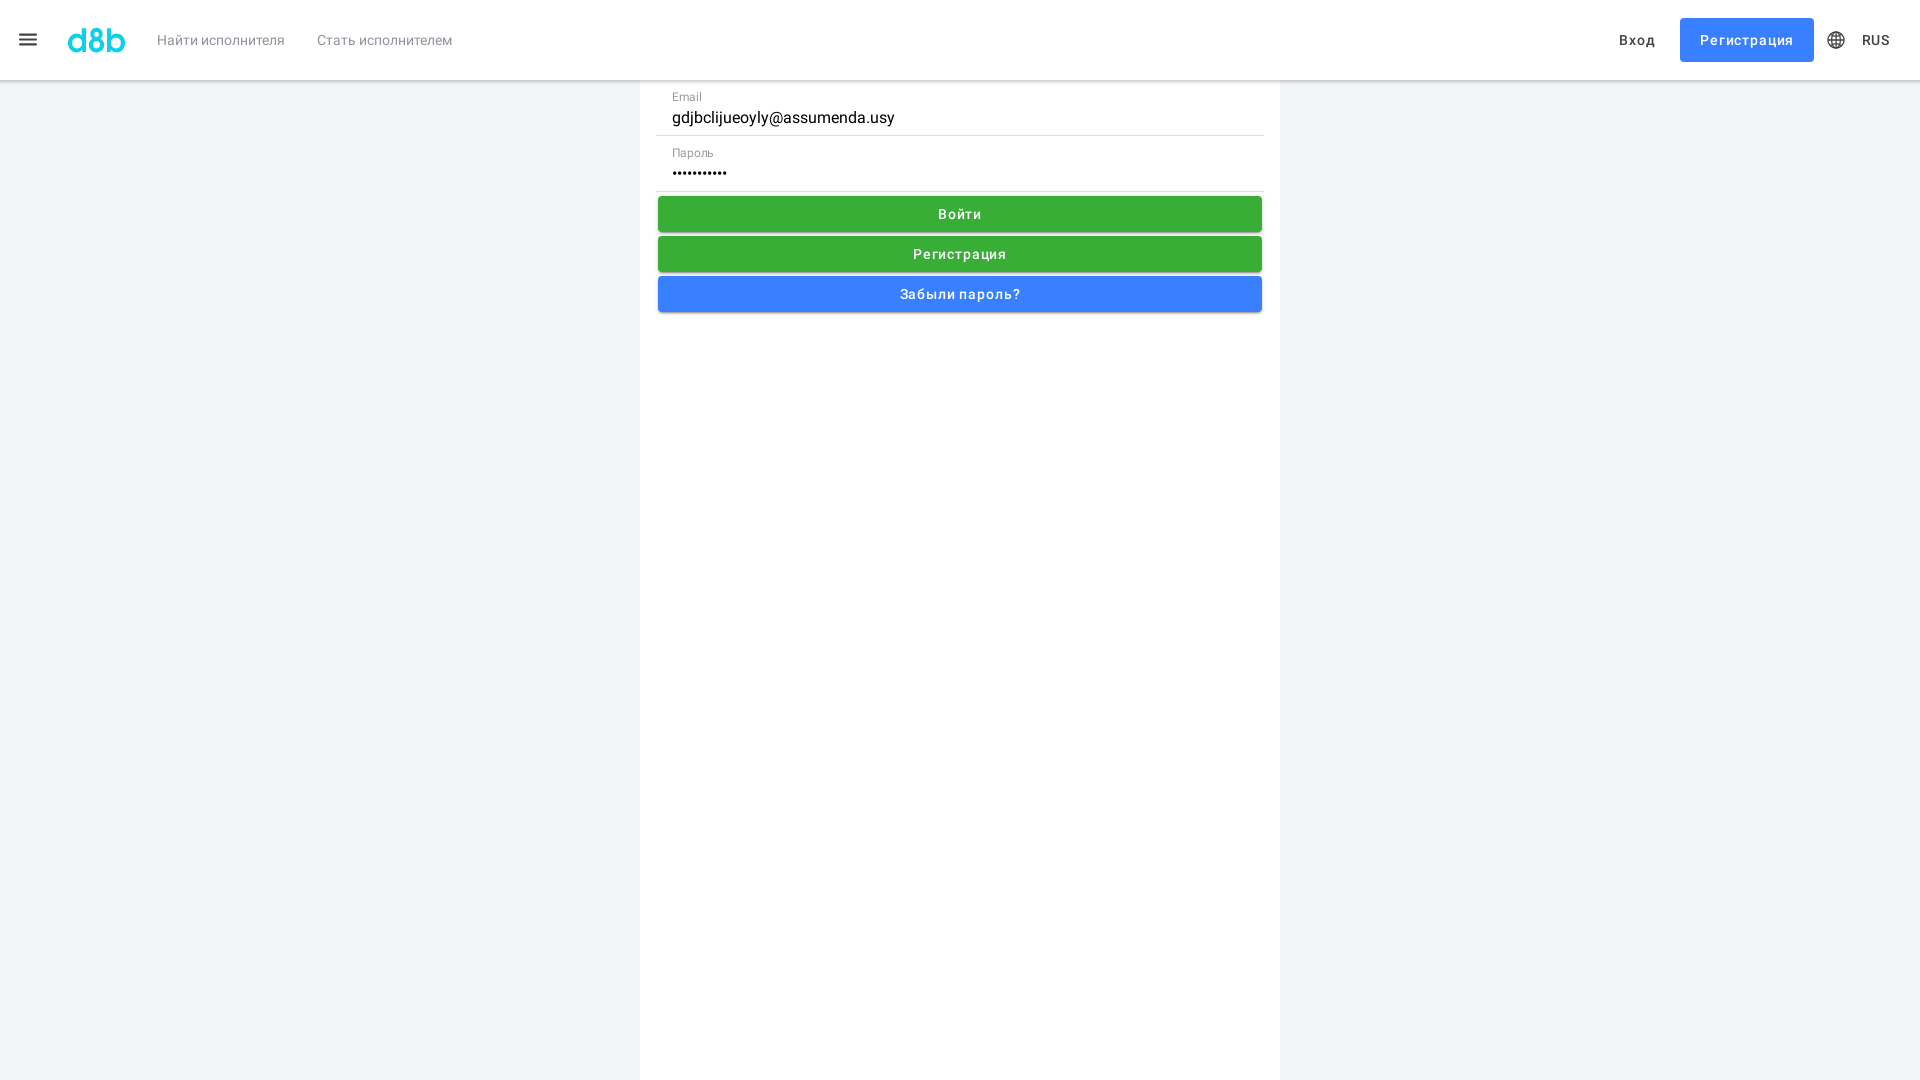 d8b
Найти исполнителя
Стать исполнителем
Вход
Регистрация
RUS
Email
gdjbclijueoyly@assumenda.usy
Пароль
•••••••••••
Войти
Регистрация
Забыли пароль?